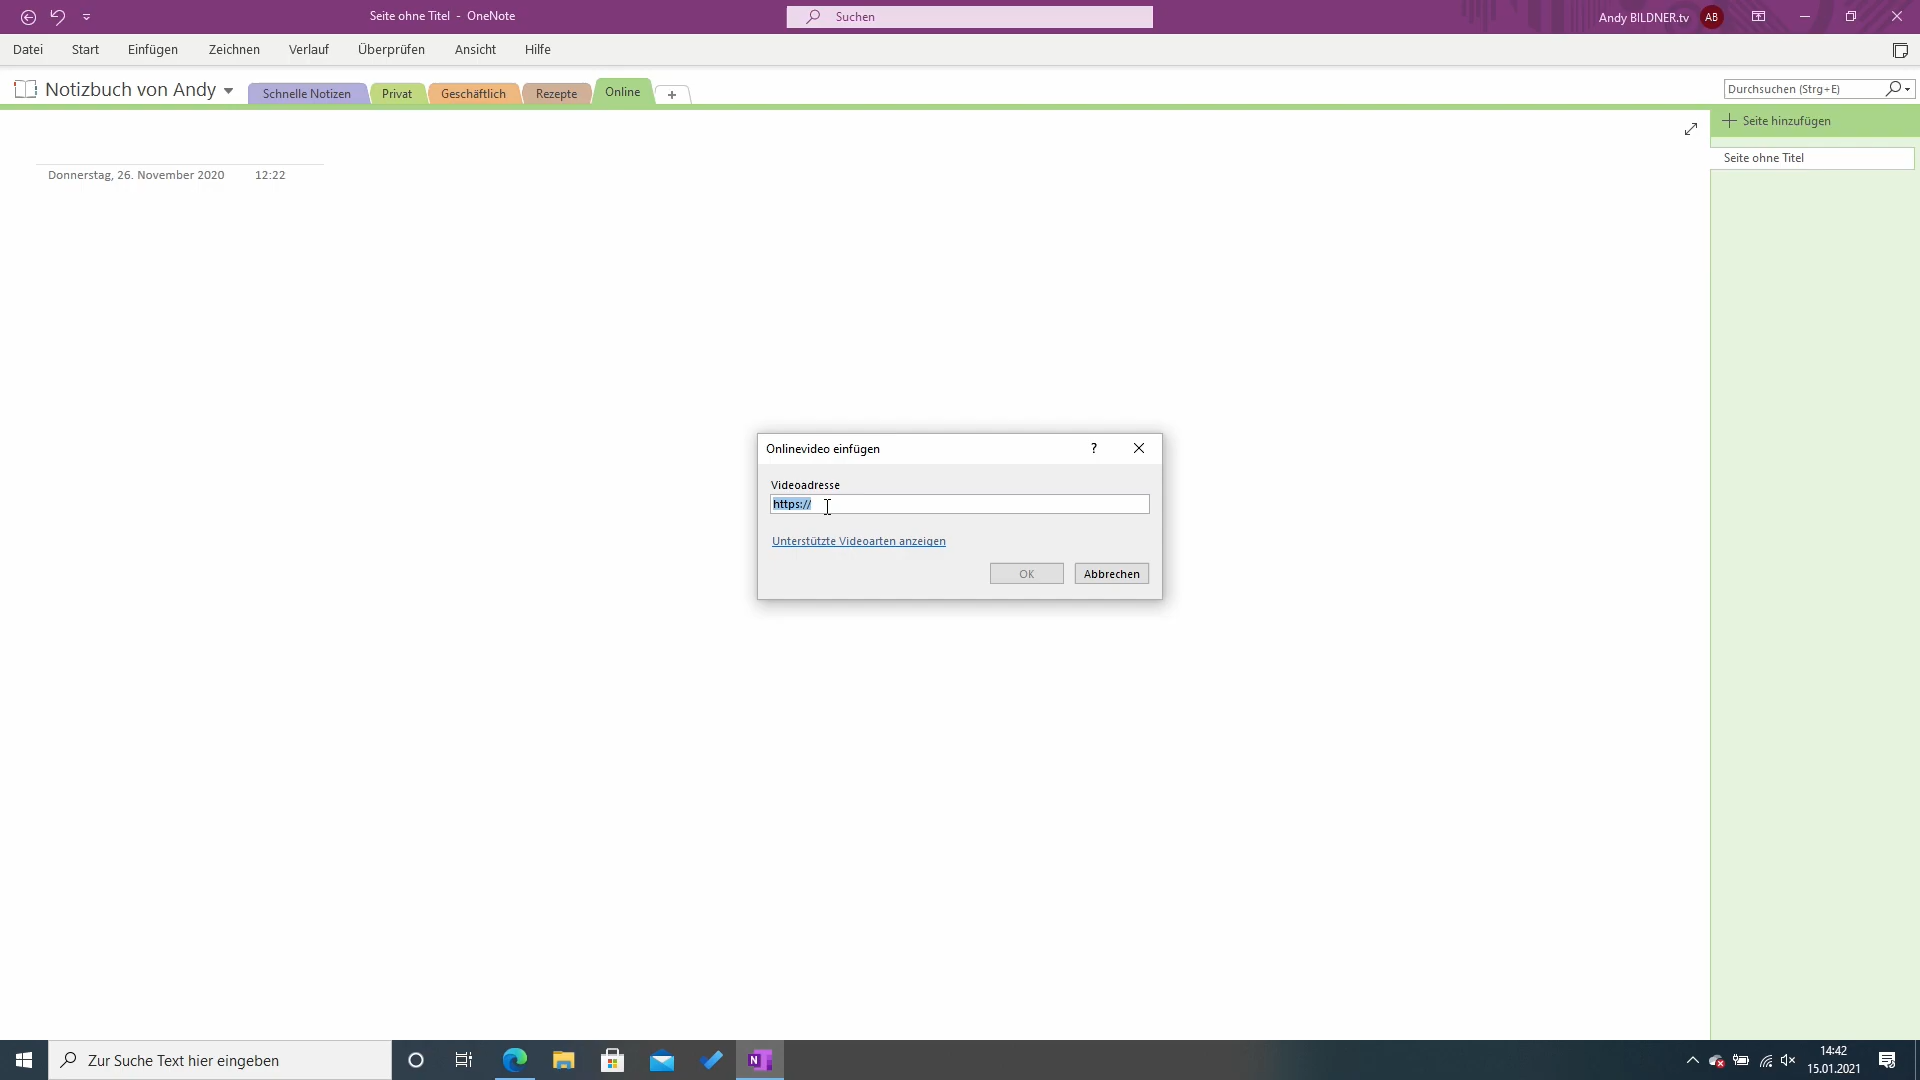 Seite ohne Titel - OneNote
Suchen
Andy BILDNER.tv
AB
Datei Start Einfügen Zeichnen Verlauf Überprüfen Ansicht Hilfe
Notizbuch von Andy
Schnelle Notizen Privat Geschäftlich Rezepte Online +
Durchsuchen (Strg+E)
Seite hinzufügen
Seite ohne Titel
Donnerstag, 26. November 2020 12:22
Onlinevideo einfügen ?
Videoadresse
https://
Unterstützte Videoarten anzeigen
OK Abbrechen
Zur Suche Text hier eingeben
N
14:42
15.01.2021